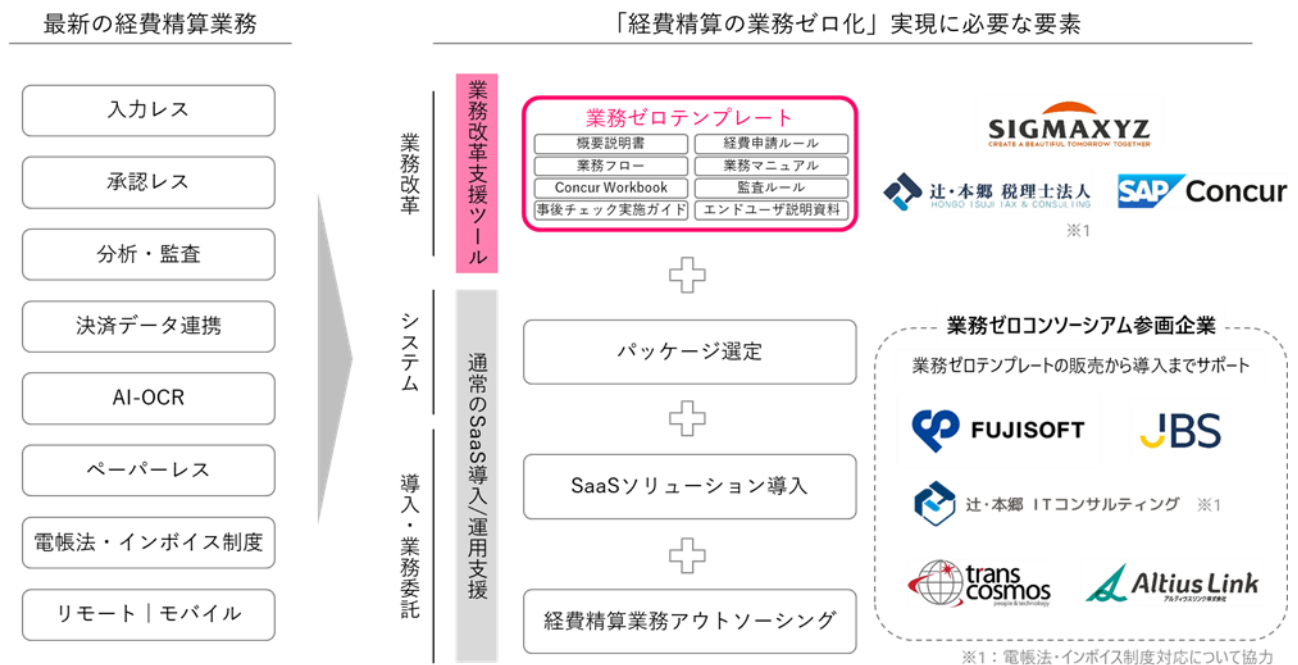 最新の経費精算業務
「経費精算の業務ゼロ化」実現に必要な要素
入力レス
承認レス
分析・監査
決済データ連携
AI-OCR
ペーパーレス
電帳法・インボイス制度
リモート｜モバイル
業務改革
システム
導入・業務委託
業務改革支援ツール
通常のSaaS導入/運用支援
業務ゼロテンプレート
概要説明書
経費申請ルール
業務フロー
業務マニュアル
Concur Workbook
監査ルール
事後チェック実施ガイド
エンドユーザ説明資料
パッケージ選定
SaaSソリューション導入
経費精算業務アウトソーシング
SIGMAXYZ
CREATE A BEAUTIFUL TOMORROW TOGETHER
辻・本郷 税理士法人
HONGO TSUJI TAX & CONSULTING
※1
SAP Concur
業務ゼロコンソーシアム参画企業
業務ゼロテンプレートの販売から導入までサポート
FUJISOFT
JBS
辻・本郷 ITコンサルティング ※1
trans
cosmos
people & technology
Altius Link
アルティウスリンク株式会社
※1：電帳法・インボイス制度対応について協力